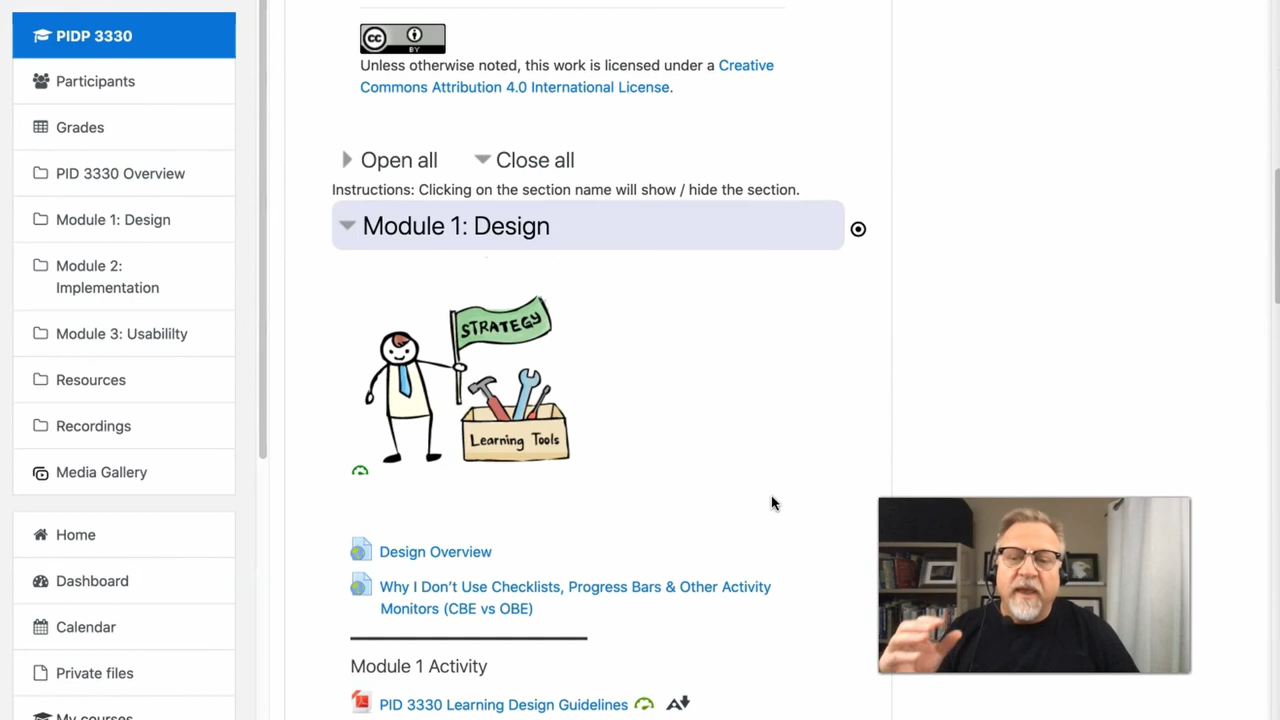 PIDP 3330
Participants
Grades
PID 3330 Overview
Module 1: Design
Module 2:
Implementation
Module 3: Usabililty
Resources
Recordings
Media Gallery
Home
Dashboard
Calendar
Private files
My courses
cc
BY
Unless otherwise noted, this work is licensed under a Creative
Commons Attribution 4.0 International License.
Open all
Close all
Instructions: Clicking on the section name will show / hide the section.
Module 1: Design
STRATEGY
Learning Tools
Design Overview
Why I Don’t Use Checklists, Progress Bars & Other Activity
Monitors (CBE vs OBE)
Module 1 Activity
PID 3330 Learning Design Guidelines